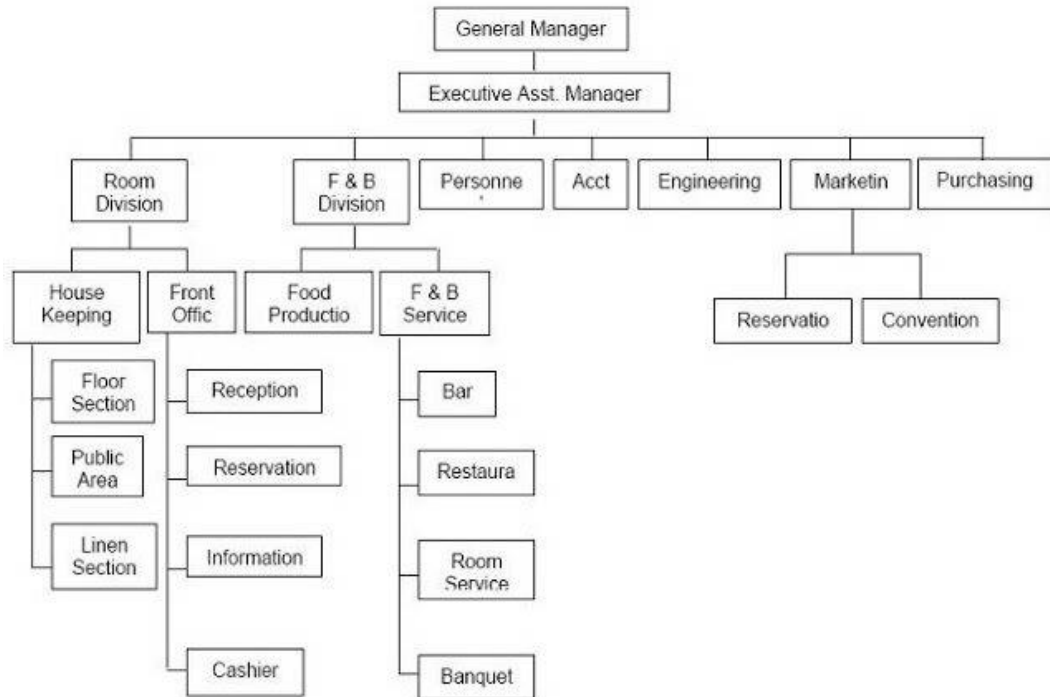 General Manager
Executive Asst. Manager
Room
Division
F & B
Division
Personne
Acct
Engineering
Marketin
Purchasing
House
Keeping
Front
Offic
Food
Productio
F & B
Service
Reservatio
Convention
Floor
Section
Reception
Bar
Public
Area
Reservation
Restaura
Linen
Section
Information
Room
Service
Cashier
Banquet